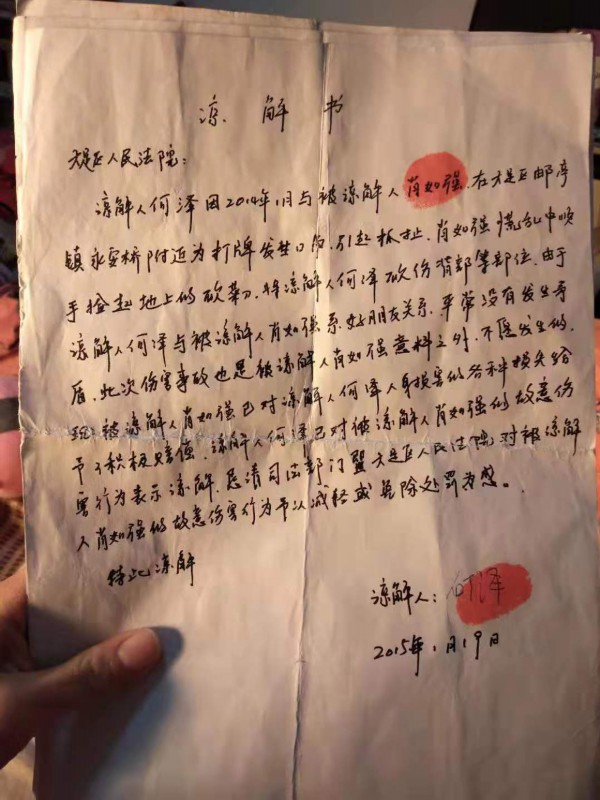 谅解书
大足区人民法院:
谅解人何泽因2014年1月与被谅解人肖如强.在大足区邮亭
镇永安桥附近为打牌发生口角,引起抓扯,肖如强慌乱中顺
手捡起地上的砍菜刀,将谅解人何泽砍伤背部等部位.由于
谅解人何泽与被谅解人肖如强系好朋友关系,平常没有发生矛
盾,此次伤害事故也是被谅解人肖如强意料之外,不愿发生的.
现被谅解人肖如强已对谅解人何泽人身损害的各种损失给
予了积极赔偿,谅解人何泽已对被谅解人肖如强的故意伤
害行为表示谅解.恳请司法部门暨大足区人民法院对被谅解
人肖如强的故意伤害行为予以减轻或免除处罚为感。
特此谅解
谅解人:何泽
2015年1月19日